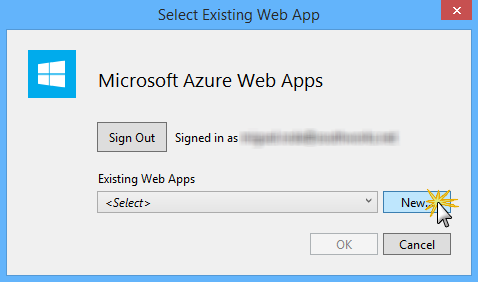 Select Existing Web App
Microsoft Azure Web Apps
Sign Out Signed in as
Existing Web Apps
<Select> New...
OK Cancel